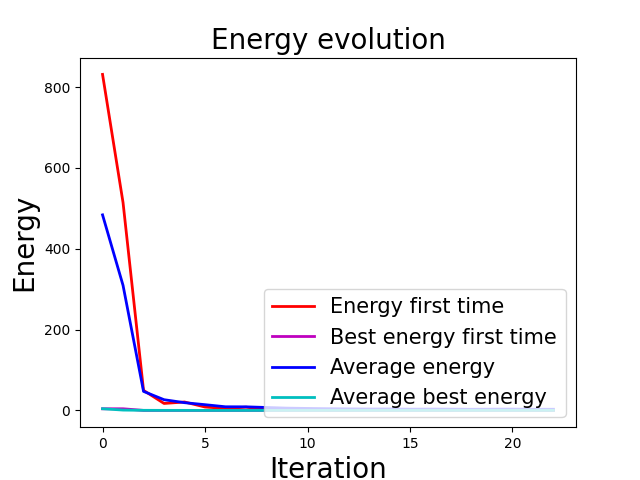 Energy evolution
800
600
400
200
0
Energy
Energy first time
Best energy first time
Average energy
Average best energy
0 5 10 15 20
Iteration